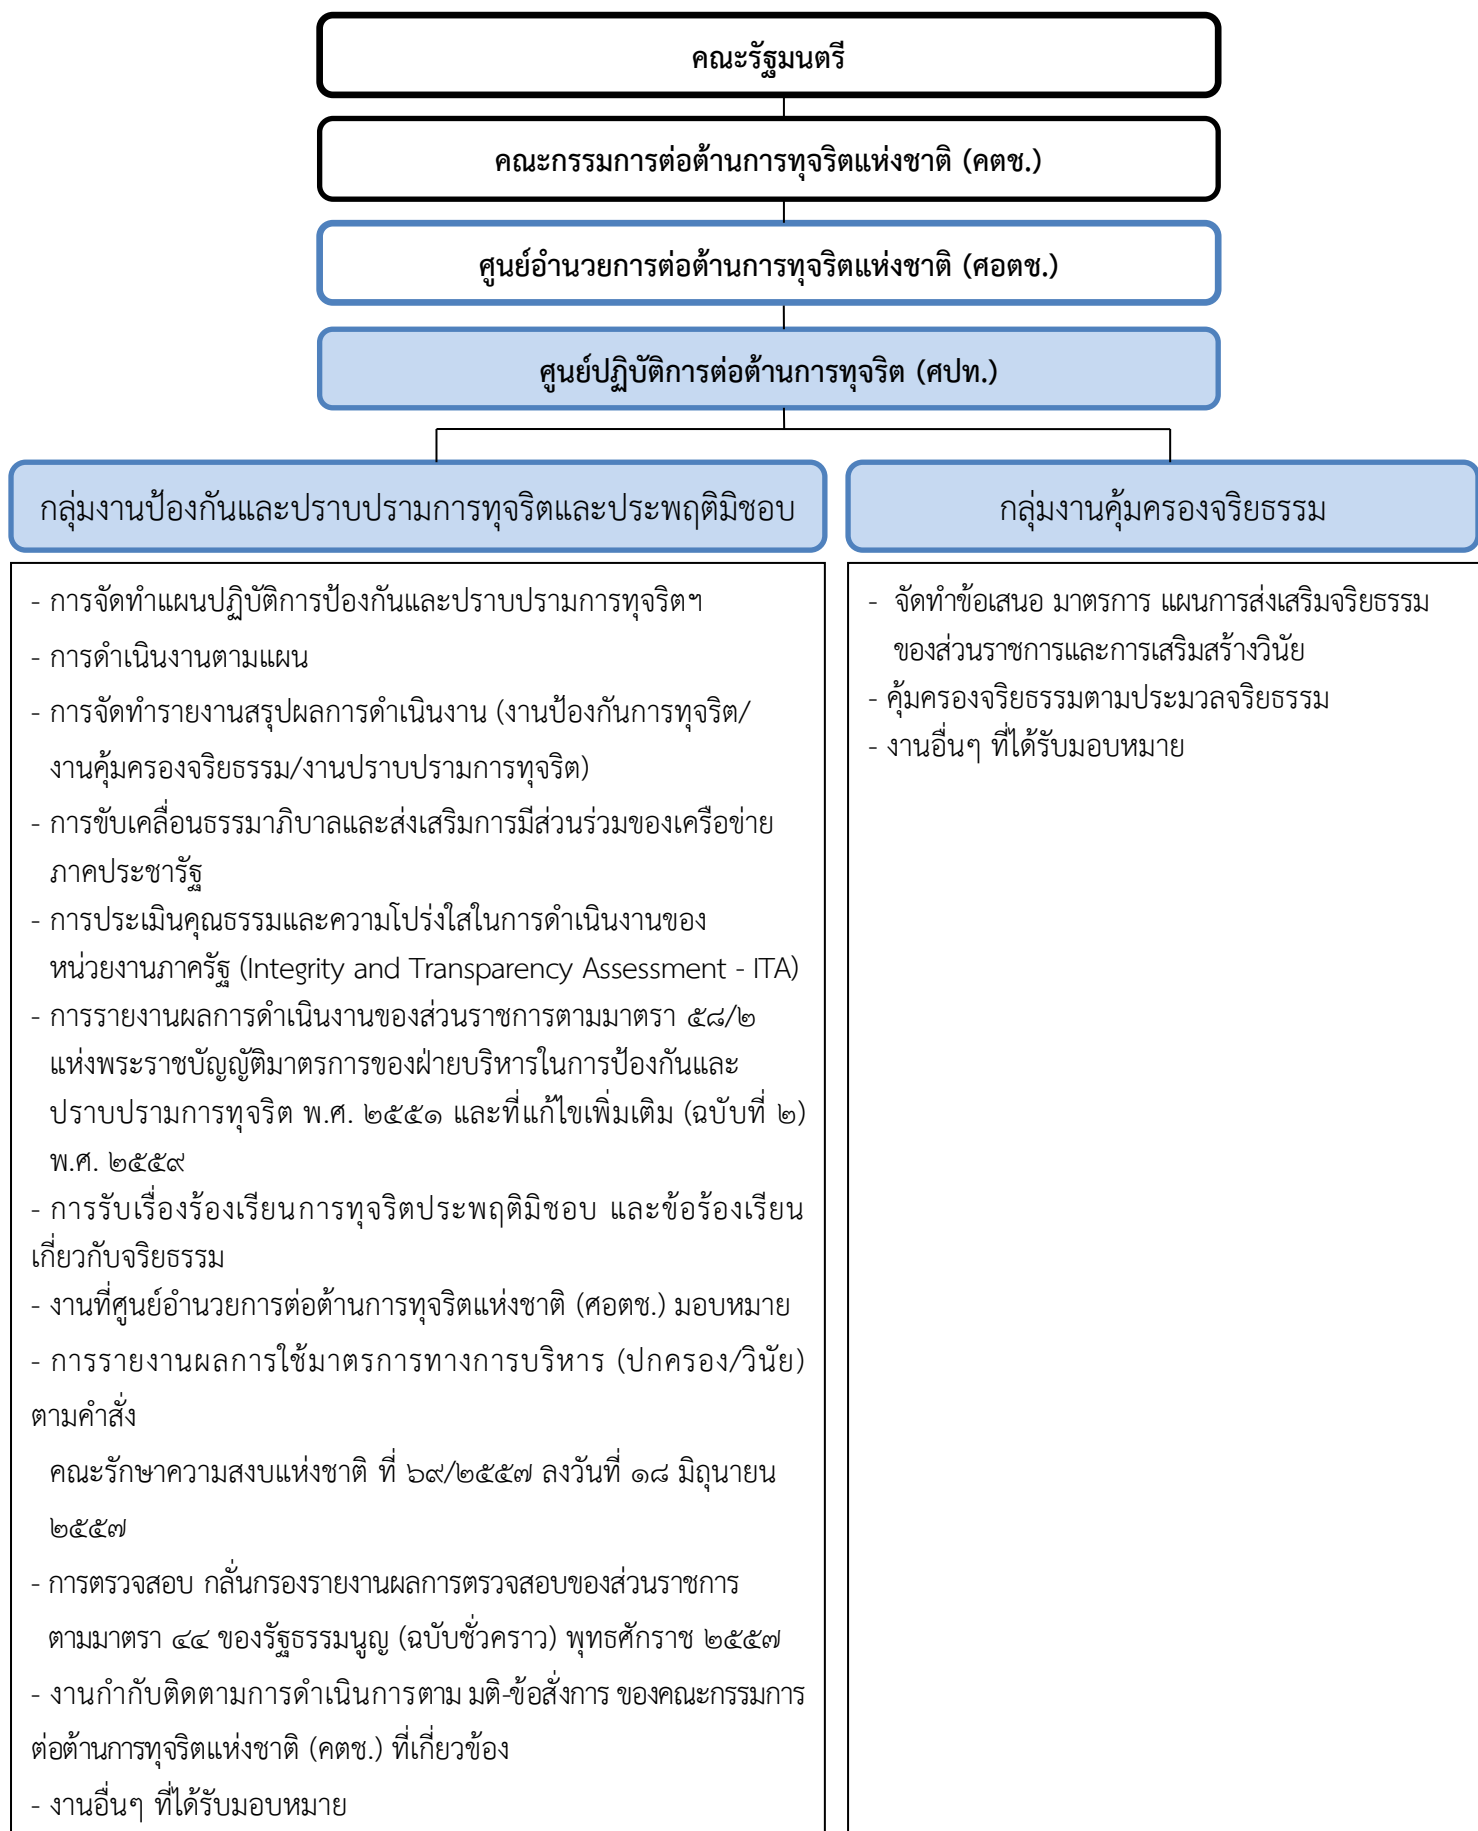 คณะรัฐมนตรี
คณะกรรมการต่อต้านการทุจริตแห่งชาติ (คตช.)
ศูนย์อำนวยการต่อต้านการทุจริตแห่งชาติ (ศอตช.)
ศูนย์ปฏิบัติการต่อต้านการทุจริต (ศปท.)
กลุ่มงานป้องกันและปราบปรามการทุจริตและประพฤติมิชอบ
- การจัดทำแผนปฏิบัติการป้องกันและปราบปรามการทุจริตฯ
- การดำเนินงานตามแผน
- การจัดทำรายงานสรุปผลการดำเนินงาน (งานป้องกันการทุจริต/
งานคุ้มครองจริยธรรม/งานปราบปรามการทุจริต)
- การขับเคลื่อนธรรมาภิบาลและส่งเสริมการมีส่วนร่วมของเครือข่าย
ภาคประชารัฐ
- การประเมินคุณธรรมและความโปร่งใสในการดำเนินงานของ
หน่วยงานภาครัฐ (Integrity and Transparency Assessment - ITA)
- การรายงานผลการดำเนินงานของส่วนราชการตามมาตรา ๕๘/๒
แห่งพระราชบัญญัติมาตรการของฝ่ายบริหารในการป้องกันและ
ปราบปรามการทุจริต พ.ศ. ๒๕๕๑ และที่แก้ไขเพิ่มเติม (ฉบับที่ ๒)
พ.ศ. ๒๕๕๙
- การรับเรื่องร้องเรียนการทุจริตประพฤติมิชอบ และข้อร้องเรียน
เกี่ยวกับจริยธรรม
- งานที่ศูนย์อำนวยการต่อต้านการทุจริตแห่งชาติ (ศอตช.) มอบหมาย
- การรายงานผลการใช้มาตรการทางการบริหาร (ปกครอง/วินัย)
ตามคำสั่ง
คณะรักษาความสงบแห่งชาติ ที่ ๖๙/๒๕๕๗ ลงวันที่ ๑๘ มิถุนายน
๒๕๕๗
- การตรวจสอบ กลั่นกรองรายงานผลการตรวจสอบของส่วนราชการ
ตามมาตรา ๔๔ ของรัฐธรรมนูญ (ฉบับชั่วคราว) พุทธศักราช ๒๕๕๗
- งานกำกับติดตามการดำเนินการตาม มติ-ข้อสั่งการ ของคณะกรรมการ
ต่อต้านการทุจริตแห่งชาติ (คตช.) ที่เกี่ยวข้อง
- งานอื่นๆ ที่ได้รับมอบหมาย
กลุ่มงานคุ้มครองจริยธรรม
- จัดทำข้อเสนอ มาตรการ แผนการส่งเสริมจริยธรรม
ของส่วนราชการและการเสริมสร้างวินัย
- คุ้มครองจริยธรรมตามประมวลจริยธรรม
- งานอื่นๆ ที่ได้รับมอบหมาย